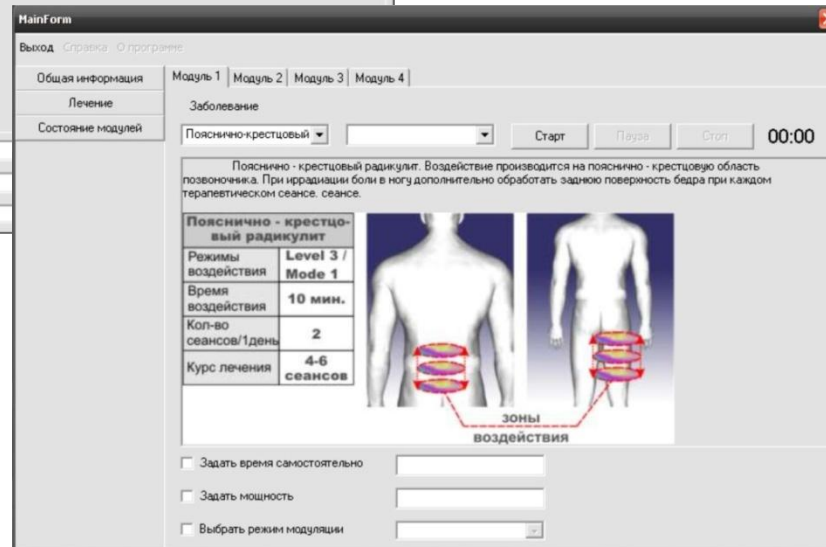 MainForm
Выход Справка О програме
Общая информация
Лечение
Состояние модулей
Модуль 1 Модуль 2 Модуль 3 Модуль 4
Заболевание
Пояснично-крестцовый
Старт Пауза Стоп 00:00
Пояснично - крестцовый радикулит. Воздействие производится на пояснично - крестцовую область
позвоночника. При иррадиации боли в ногу дополнительно обработать заднюю поверхность бедра при каждом
терапевтическом сеансе. сеансе.
Пояснично - крестцо-
вый радикулит
Режимы воздействия Level 3 / Mode 1
Время воздействия 10 мин.
Кол-во сеансов/1день 2
Курс лечения 4-6 сеансов
зоны
воздействия
Задать время самостоятельно
Задать мощность
Выбрать режим модуляции